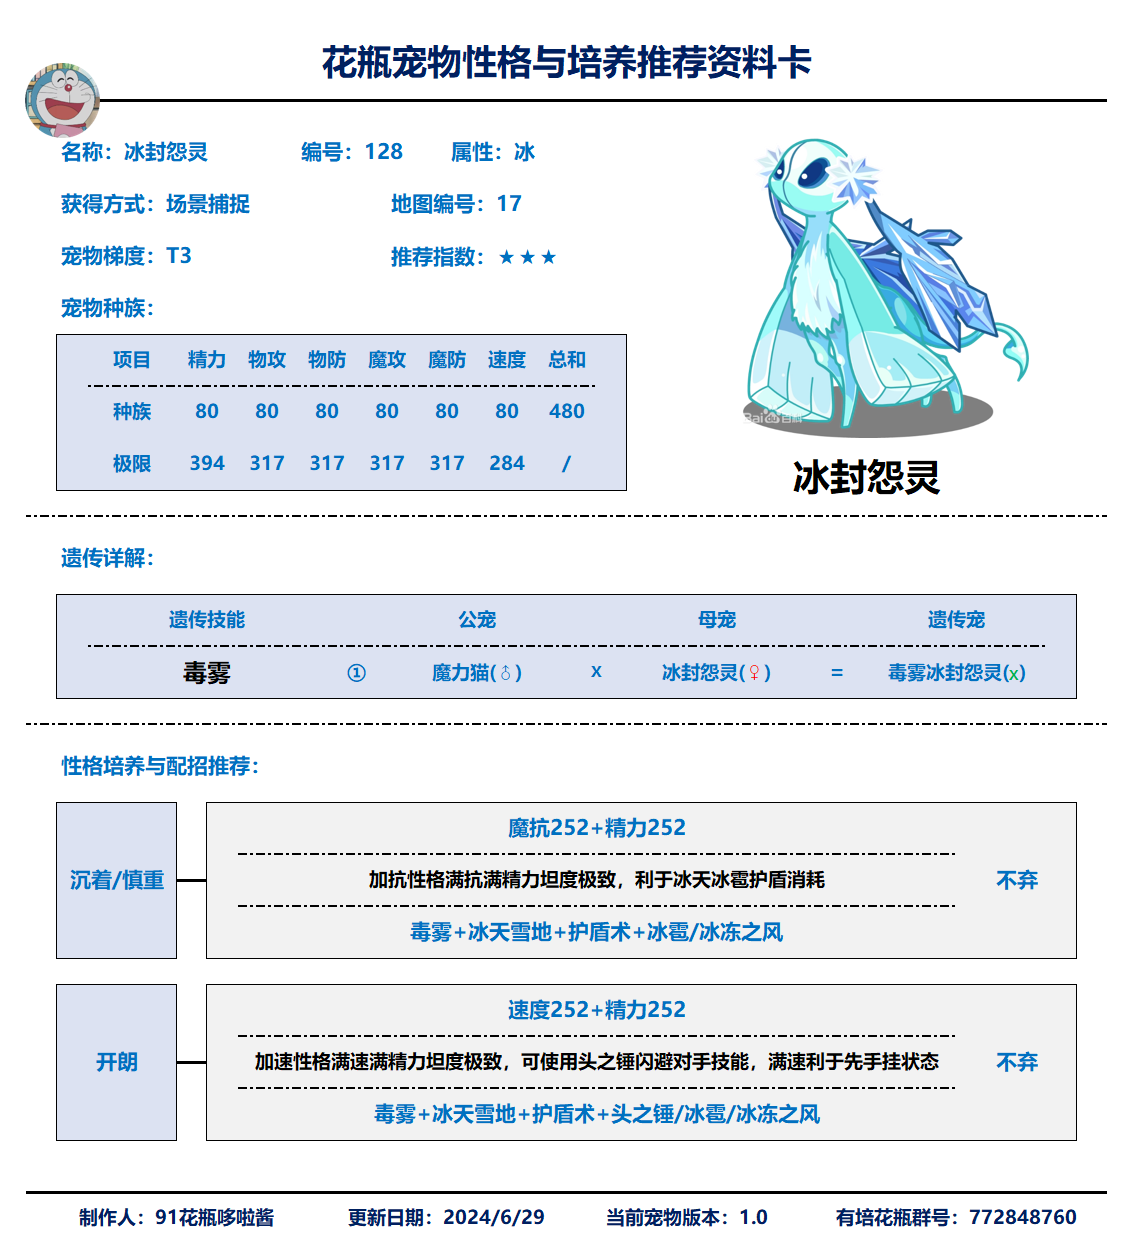 花瓶宠物性格与培养推荐资料卡
名称：冰封怨灵 编号：128 属性：冰
获得方式：场景捕捉 地图编号：17
宠物梯度：T3 推荐指数：★★★
宠物种族：
项目 精力 物攻 物防 魔攻 魔防 速度 总和
种族 80 80 80 80 80 80 480
极限 394 317 317 317 317 284 /
Bai百科
冰封怨灵
遗传详解：
遗传技能 公宠 母宠 遗传宠
毒雾 ① 魔力猫(♂) x 冰封怨灵(♀) = 毒雾冰封怨灵(x)
性格培养与配招推荐：
沉着/慎重
魔抗252+精力252
加抗性格满抗满精力坦度极致，利于冰天冰雹护盾消耗
毒雾+冰天雪地+护盾术+冰雹/冰冻之风
不弃
开朗
速度252+精力252
加速性格满速满精力坦度极致，可使用头之锤闪避对手技能，满速利于先手挂状态
毒雾+冰天雪地+护盾术+头之锤/冰雹/冰冻之风
不弃
制作人：91花瓶哆啦酱 更新日期：2024/6/29 当前宠物版本：1.0 有培花瓶群号：772848760